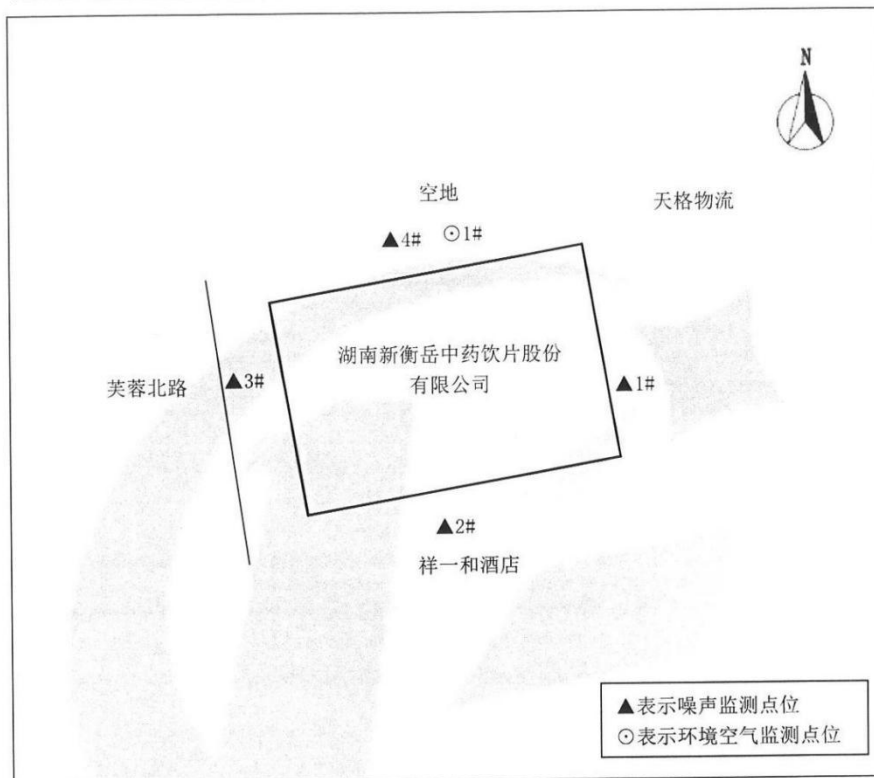 N
空地
天格物流
▲4#
⊙1#
湖南新衡岳中药饮片股份
有限公司
芙蓉北路
▲3#
▲1#
▲2#
祥一和酒店
▲表示噪声监测点位
⊙表示环境空气监测点位